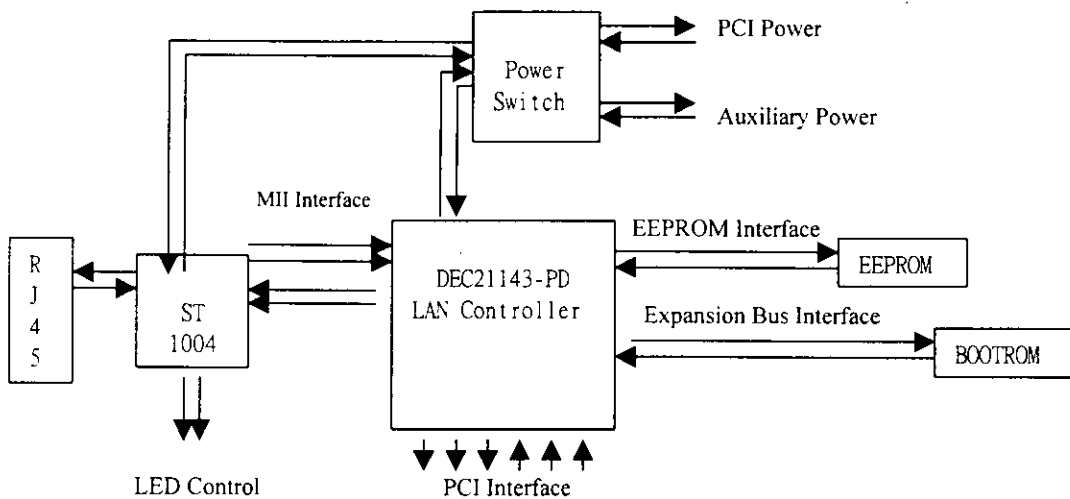 PCI Power
Power
Switch
Auxiliary Power
MII Interface
R
J
4
5
ST
1004
DEC21143-PD
LAN Controller
EEPROM Interface
EEPROM
Expansion Bus Interface
BOOTROM
LED Control
PCI Interface